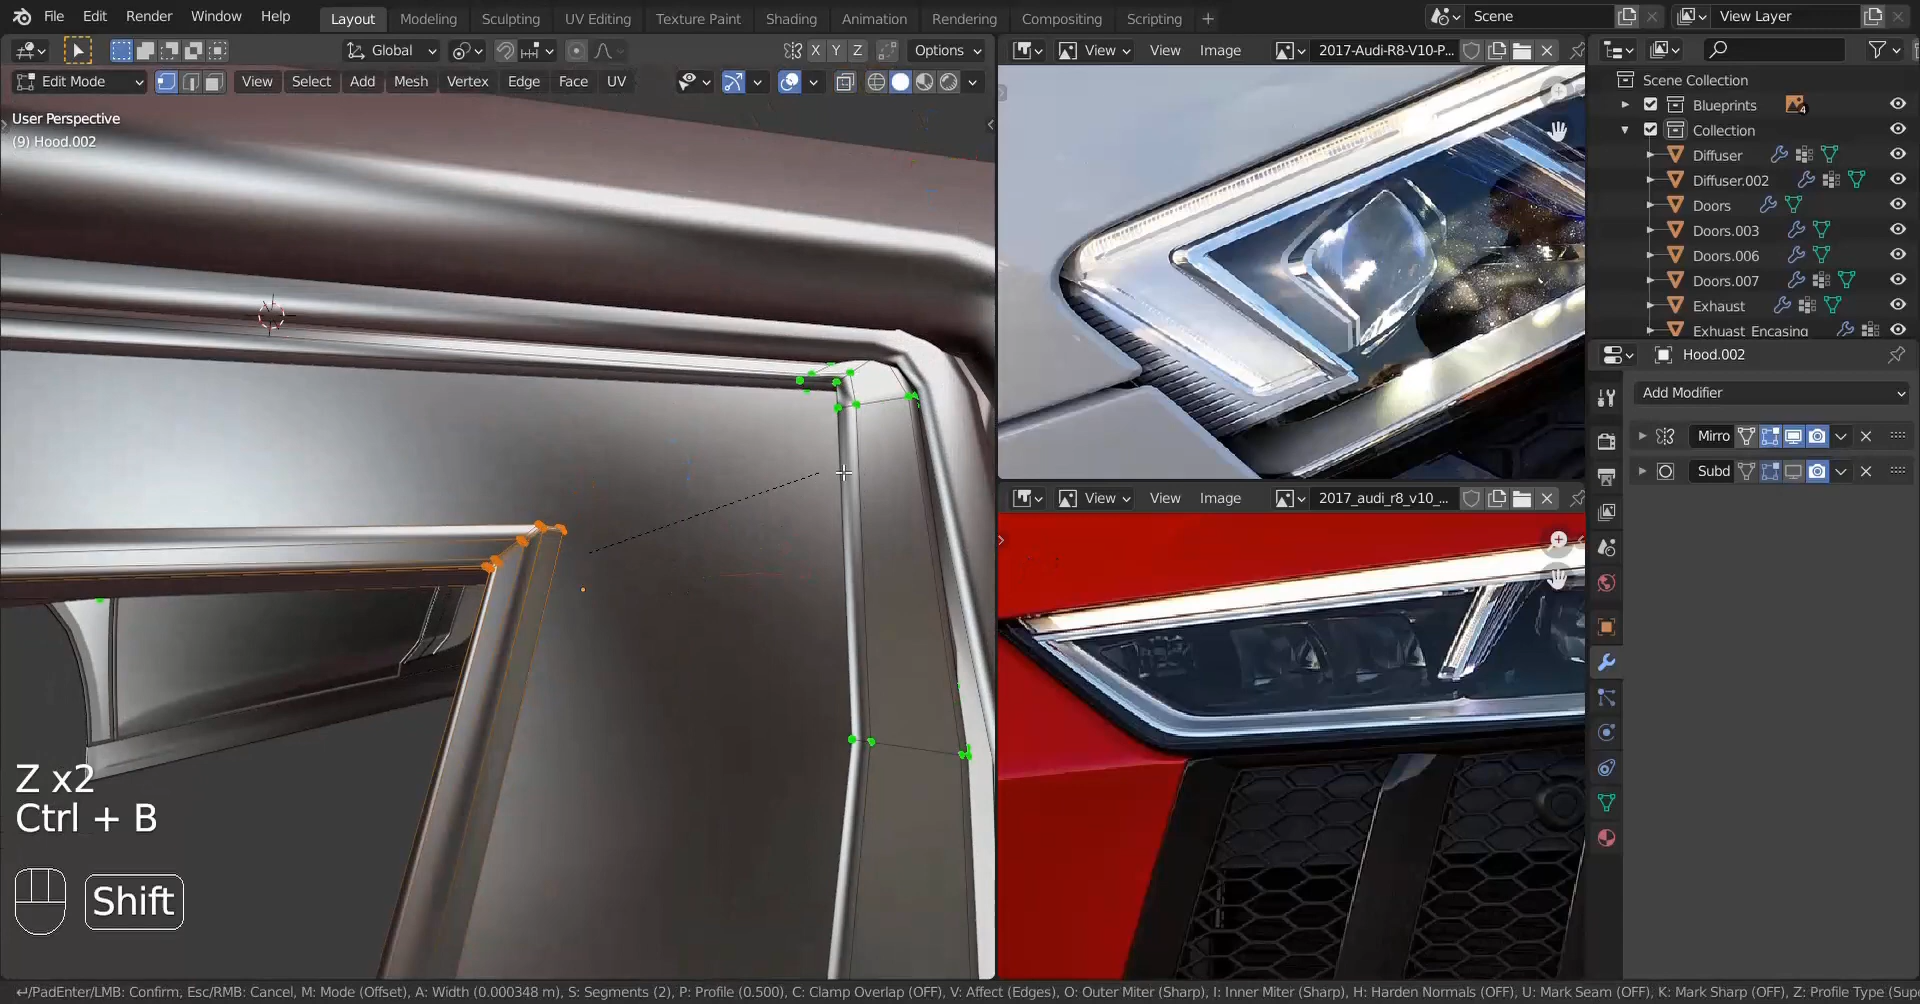 File Edit Render Window Help Layout Modeling Sculpting UV Editing Texture Paint Shading Animation Rendering Compositing Scripting + Scene View Layer
Global X Y Z Options View View Image 2017-Audi-R8-V10-P...
Edit Mode View Select Add Mesh Vertex Edge Face UV
User Perspective
(9) Hood.002
Scene Collection
Blueprints 4
Collection
Diffuser
Diffuser.002
Doors
Doors.003
Doors.006
Doors.007
Exhaust
Exhuast Encasing
Hood.002
Add Modifier
Mirro
Subd
View View Image 2017_audi_r8_v10_...
Z x2
Ctrl + B
Shift
↵/PadEnter/LMB: Confirm, Esc/RMB: Cancel, M: Mode (Offset), A: Width (0.000348 m), S: Segments (2), P: Profile (0.500), C: Clamp Overlap (OFF), V: Affect (Edges), O: Outer Miter (Sharp), I: Inner Miter (Sharp), H: Harden Normals (OFF), U: Mark Seam (OFF), K: Mark Sharp (OFF), Z: Profile Type (Supe